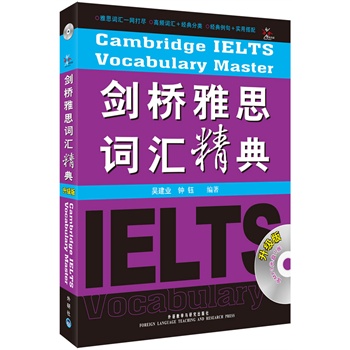 雅思词汇一网打尽 高频词汇+经典分类 经典例句+实用搭配
Cambridge IELTS
Vocabulary Master
剑桥雅思
词汇精典
吴建业 钟钰 编著
IELTS
升级版
Vocabulary
外语教学与研究出版社
FOREIGN LANGUAGE TEACHING AND RESEARCH PRESS
剑桥雅思词汇精典
升级版
Cambridge IELTS
Vocabulary Master
外研社